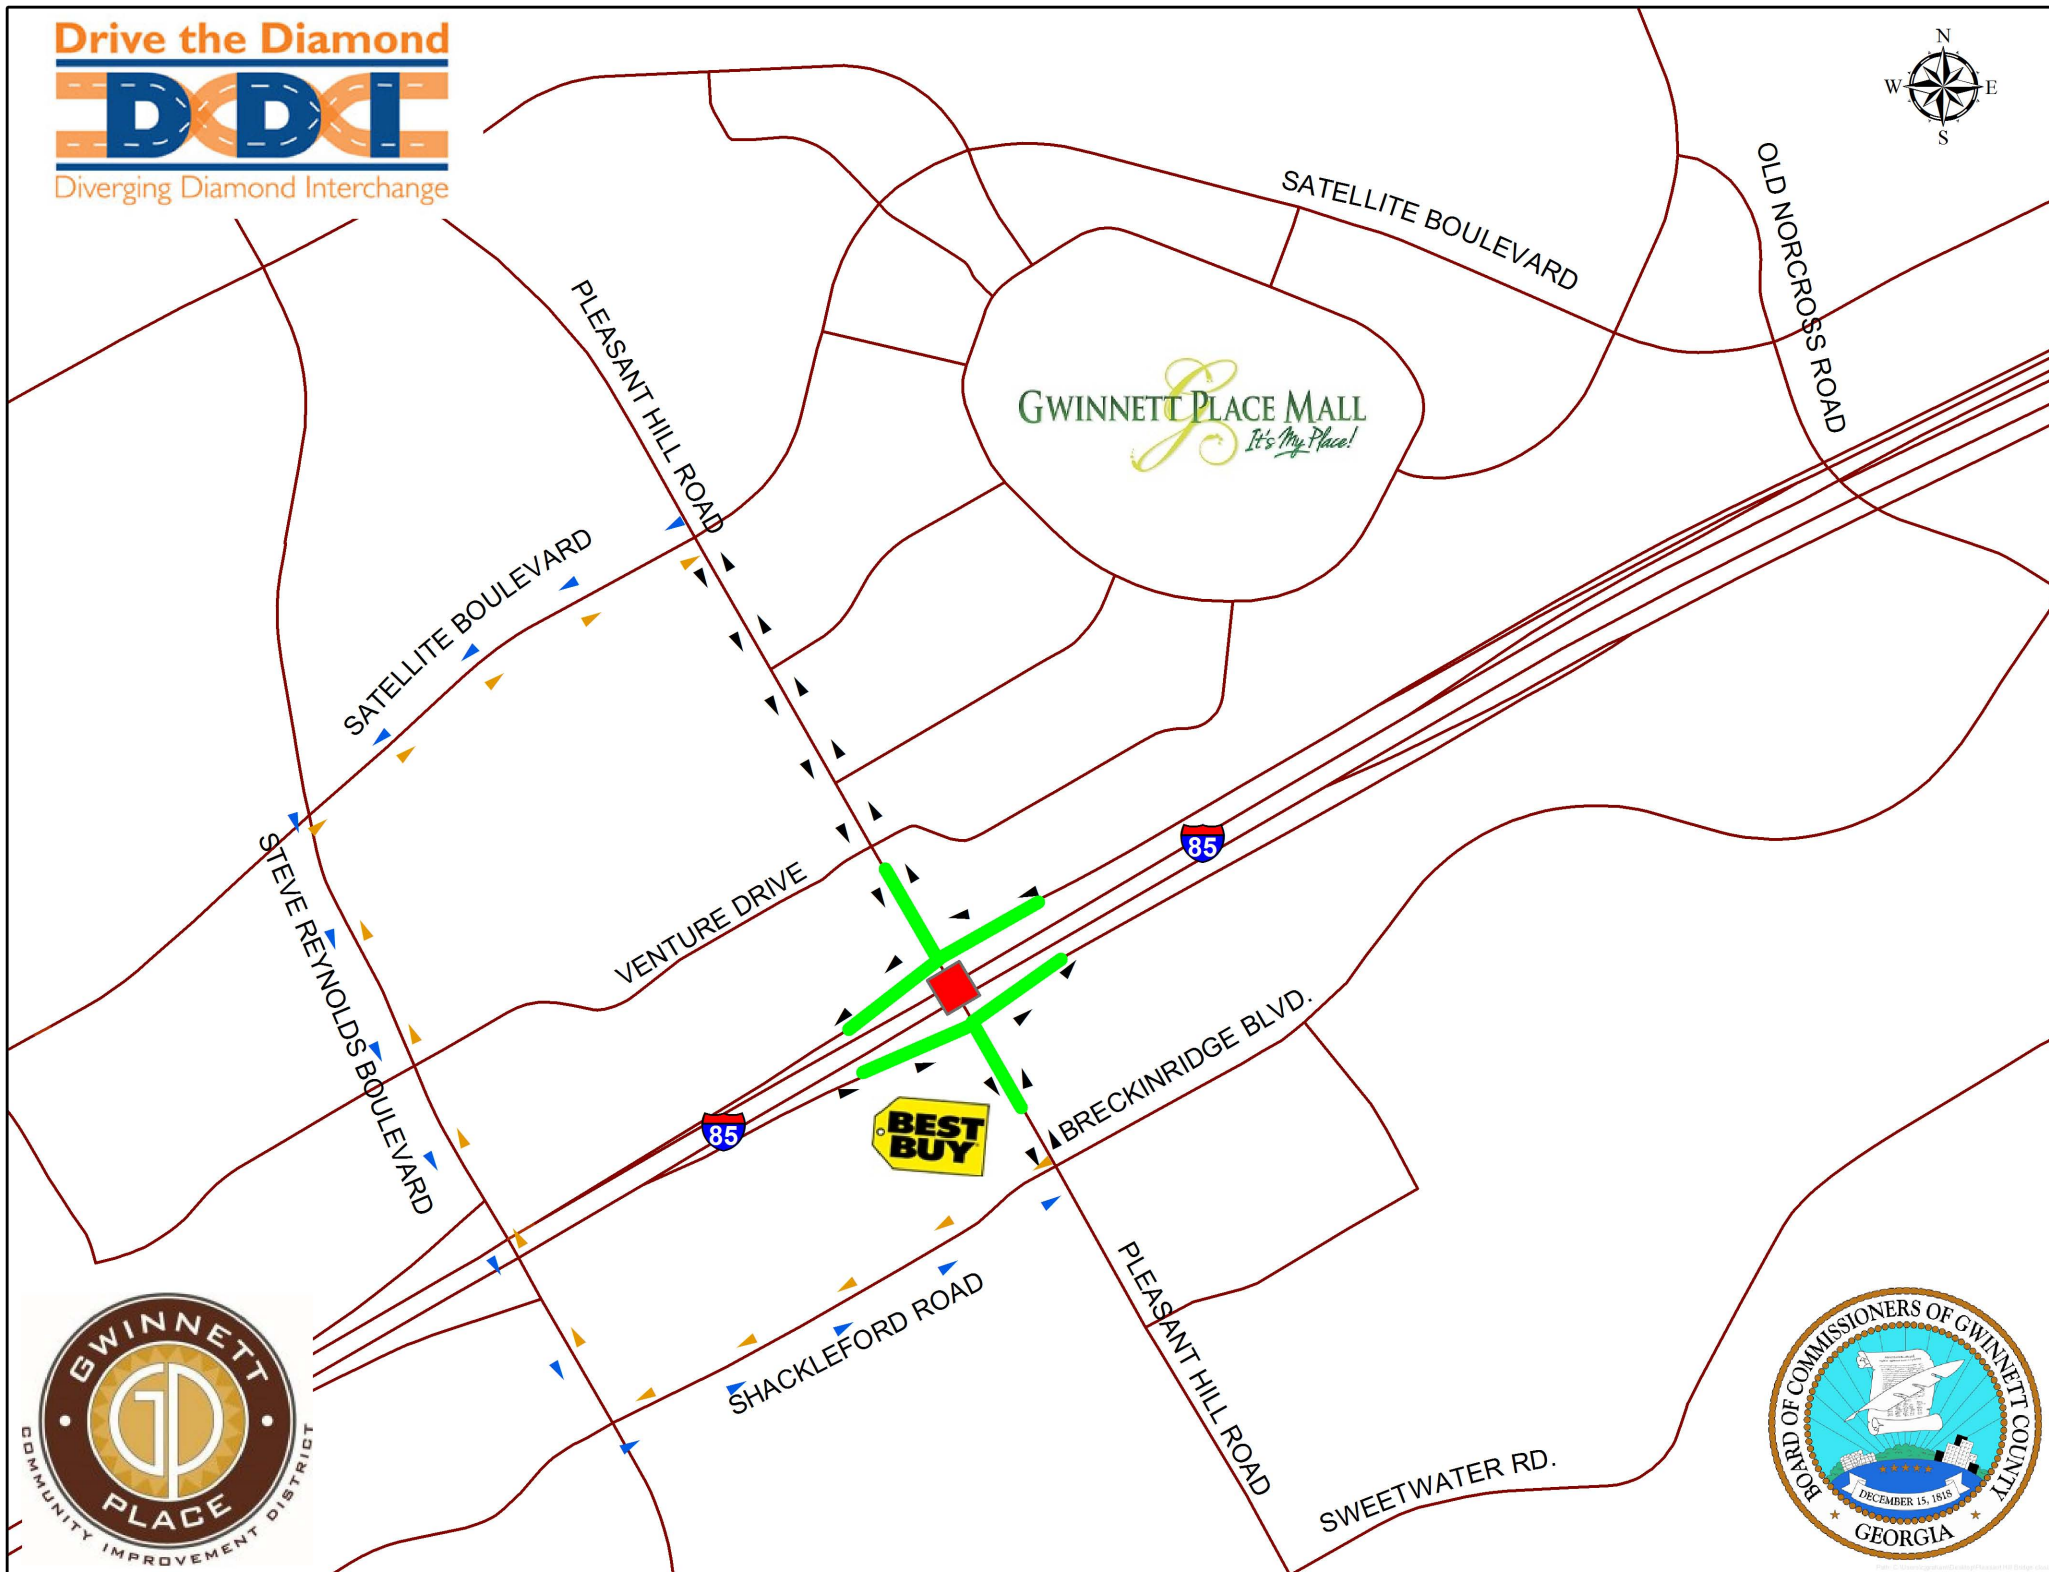 Drive the Diamond
DDI
Diverging Diamond Interchange
N
W E
S
OLD NORCROSS ROAD
SATELLITE BOULEVARD
PLEASANT HILL ROAD
GWINNETT PLACE MALL
It's My Place!
SATELLITE BOULEVARD
STEVE REYNOLDS BOULEVARD
VENTURE DRIVE
85
85
BRECKINRIDGE BLVD.
BEST
BUY
SHACKLEFORD ROAD
PLEASANT HILL ROAD
SWEETWATER RD.
GWINNETT
GP
PLACE
COMMUNITY IMPROVEMENT DISTRICT
BOARD OF COMMISSIONERS OF GWINNETT COUNTY
DECEMBER 15, 1818
GEORGIA